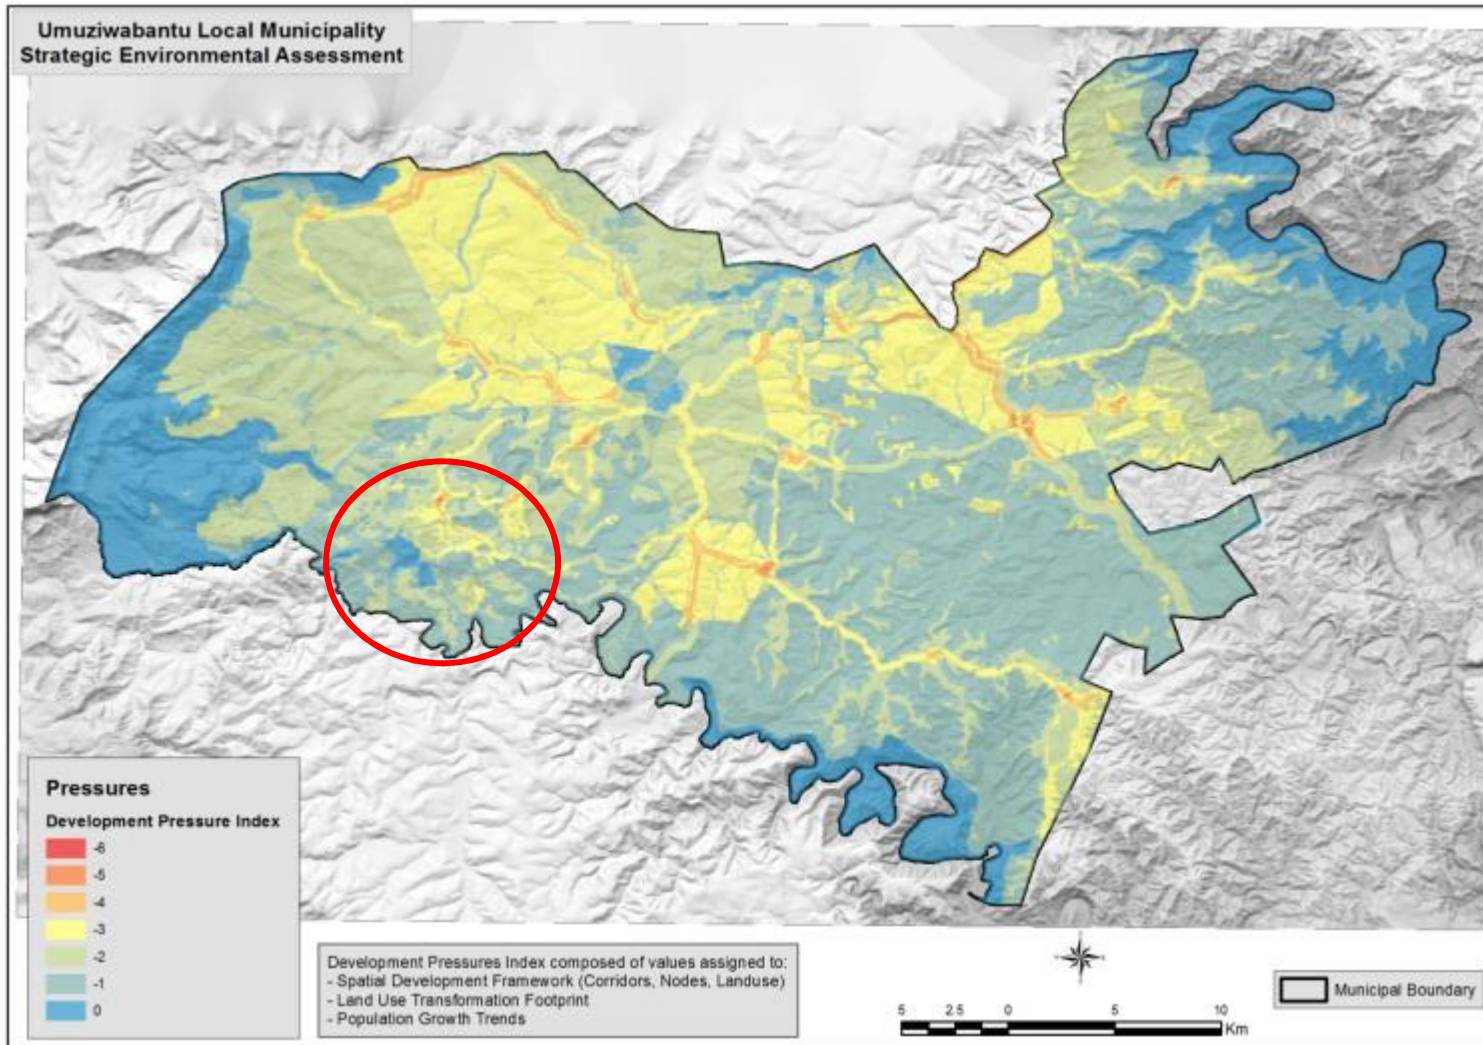 Umuziwabantu Local Municipality
Strategic Environmental Assessment
Pressures
Development Pressure Index
-6
-5
-4
-3
-2
-1
0
Development Pressures Index composed of values assigned to:
- Spatial Development Framework (Corridors, Nodes, Landuse)
- Land Use Transformation Footprint
- Population Growth Trends
5 2.5 0 5 10
Km
Municipal Boundary